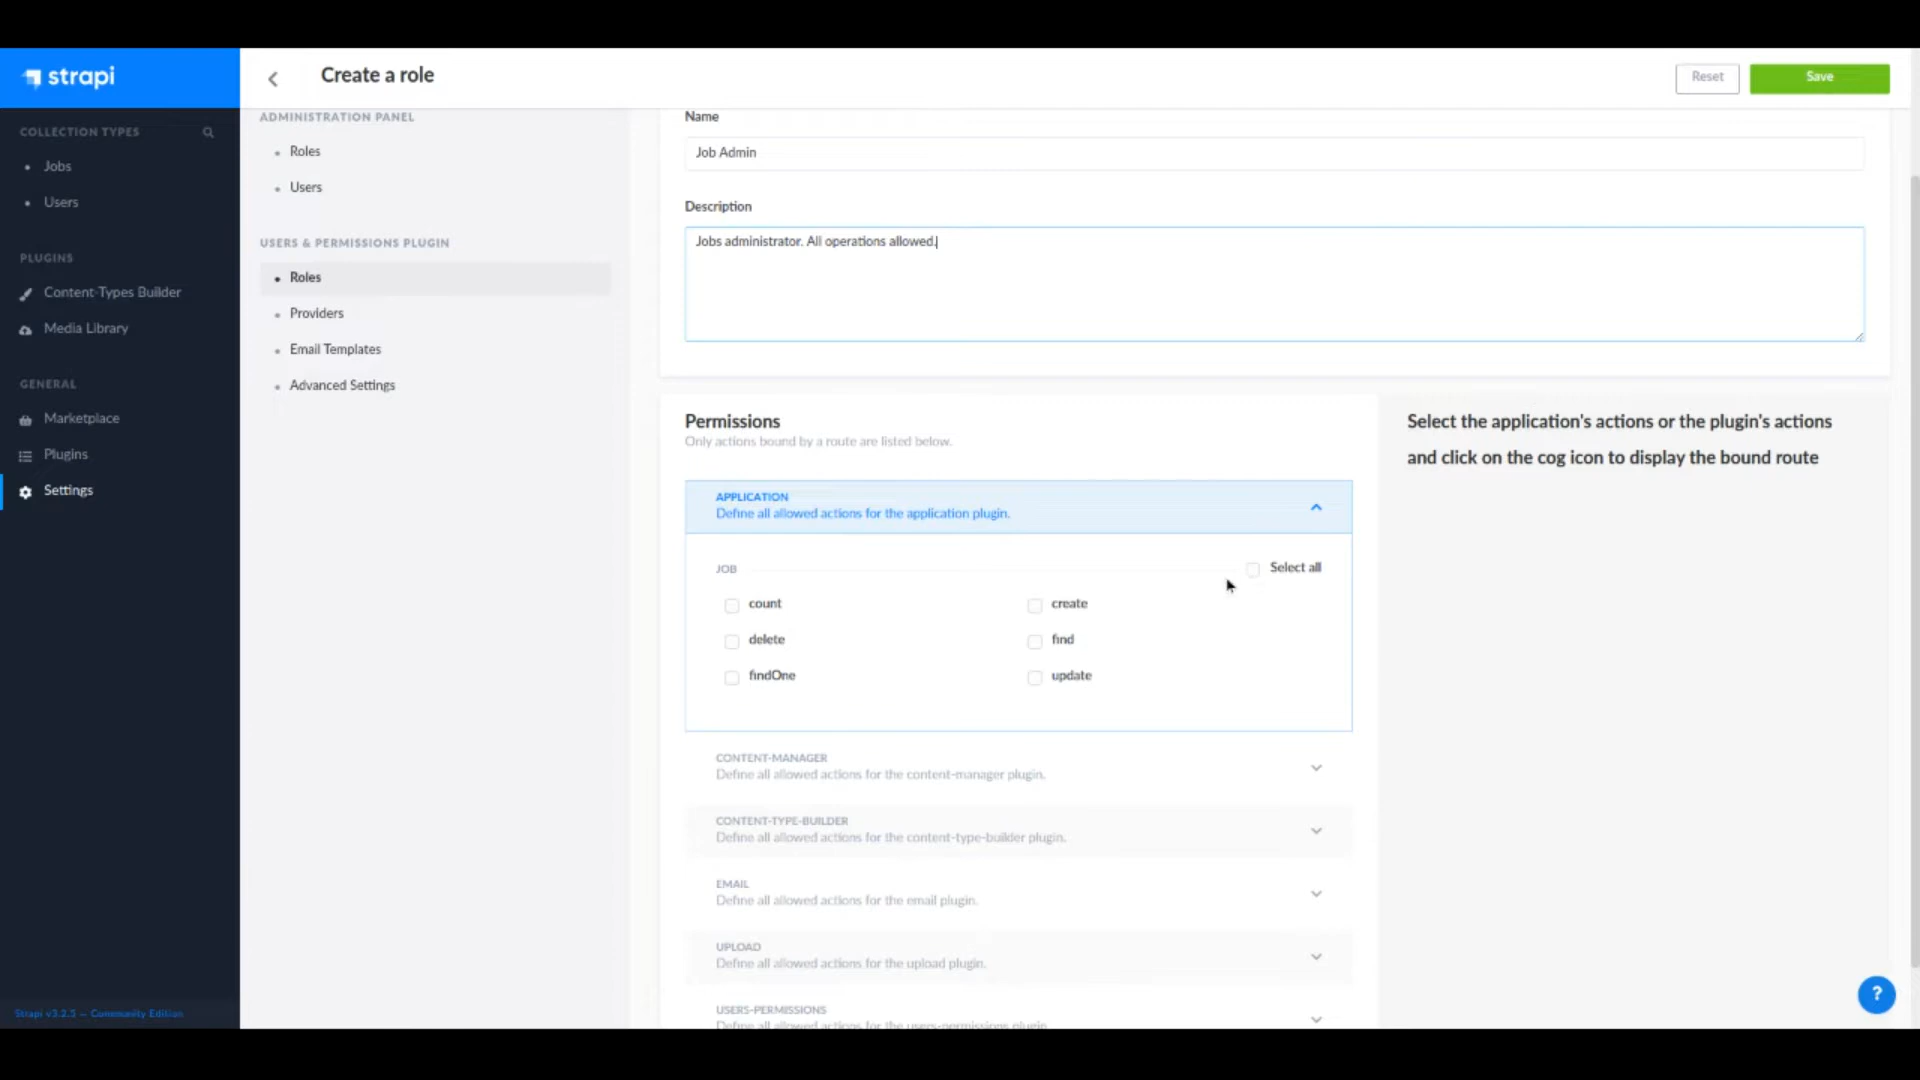 strapi
Create a role
Reset
Save
COLLECTION TYPES
Jobs
Users
PLUGINS
Content-Types Builder
Media Library
GENERAL
Marketplace
Plugins
Settings
Strapi v3.2.5 — Community Edition
ADMINISTRATION PANEL
Roles
Users
USERS & PERMISSIONS PLUGIN
Roles
Providers
Email Templates
Advanced Settings
Name
Job Admin
Description
Jobs administrator. All operations allowed.
Permissions
Only actions bound by a route are listed below.
APPLICATION
Define all allowed actions for the application plugin.
JOB
Select all
count
create
delete
find
findOne
update
CONTENT-MANAGER
Define all allowed actions for the content-manager plugin.
CONTENT-TYPE-BUILDER
Define all allowed actions for the content-type-builder plugin.
EMAIL
Define all allowed actions for the email plugin.
UPLOAD
Define all allowed actions for the upload plugin.
USERS-PERMISSIONS
Define all allowed actions for the users-permissions plugin.
Select the application's actions or the plugin's actions
and click on the cog icon to display the bound route
?